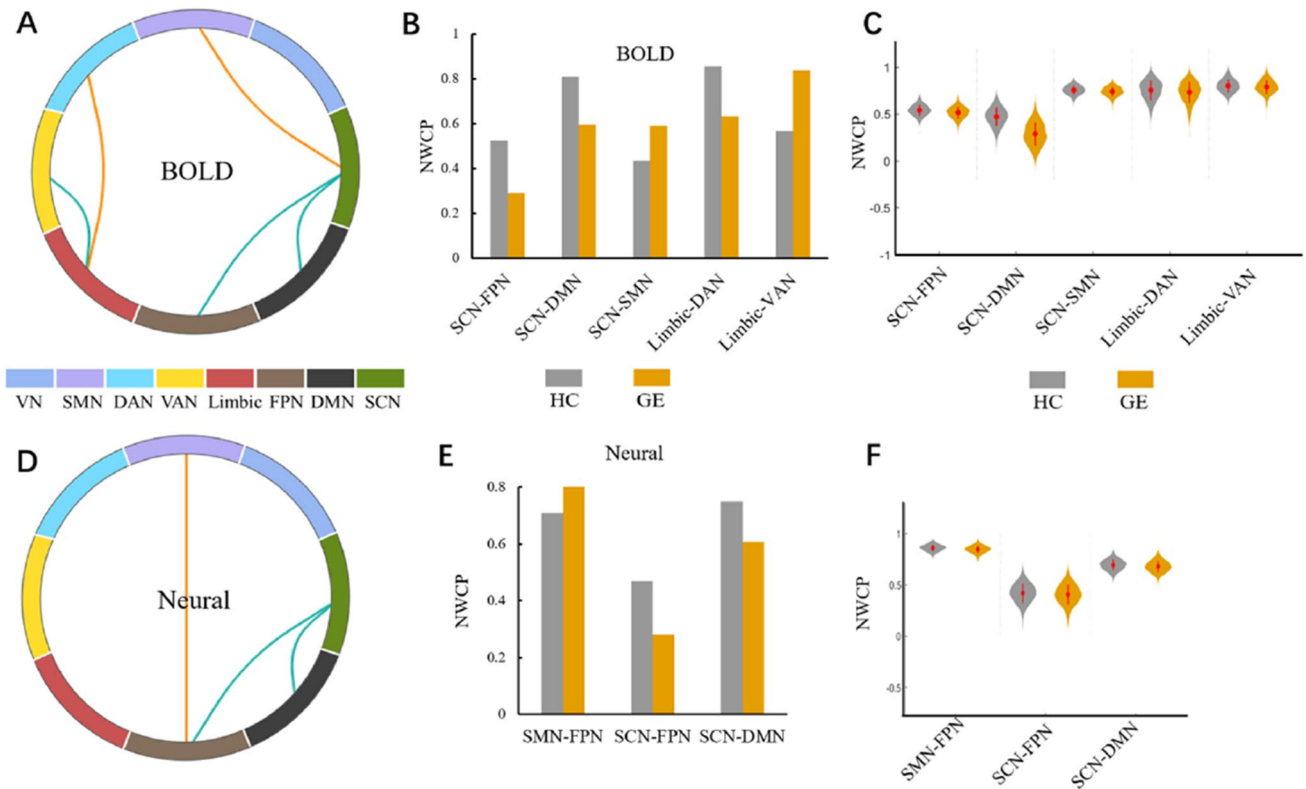 A
BOLD
VN SMN DAN VAN Limbic FPN DMN SCN
B
BOLD
NWCP
1
0.8
0.6
0.4
0.2
0
SCN-FPN
SCN-DMN
SCN-SMN
Limbic-DAN
Limbic-VAN
HC GE
C
NWCP
1
0.5
0
-0.5
-1
SCN-FPN
SCN-DMN
SCN-SMN
Limbic-DAN
Limbic-VAN
HC GE
D
Neural
E
Neural
NWCP
0.8
0.6
0.4
0.2
0
SMN-FPN SCN-FPN SCN-DMN
F
NWCP
1
0.5
0
-0.5
SMN-FPN
SCN-FPN
SCN-DMN